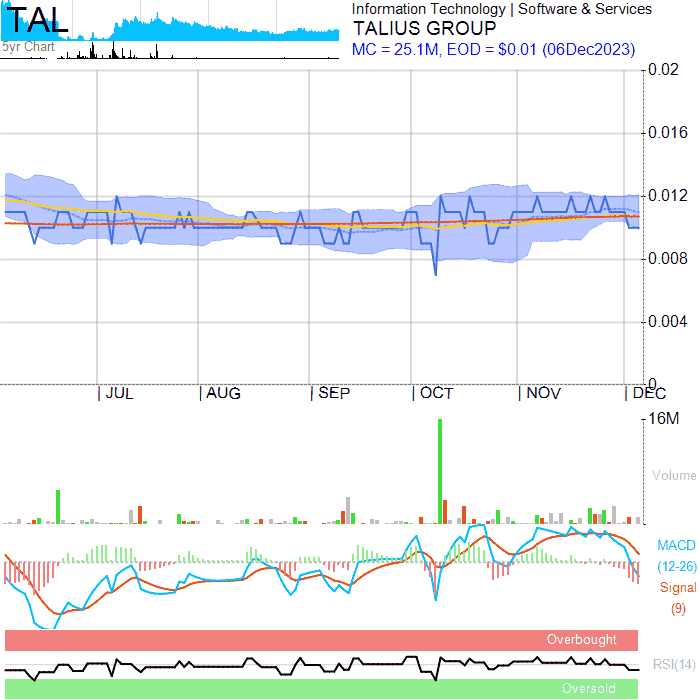 TAL
5yr Chart
Information Technology | Software & Services
TALIUS GROUP
MC = 25.1M, EOD = $0.01 (06Dec2023)
0.02
0.016
0.012
0.008
0.004
0
JUL
AUG
SEP
OCT
NOV
DEC
16M
Volume
MACD
(12-26)
Signal
(9)
Overbought
RSI(14)
Oversold